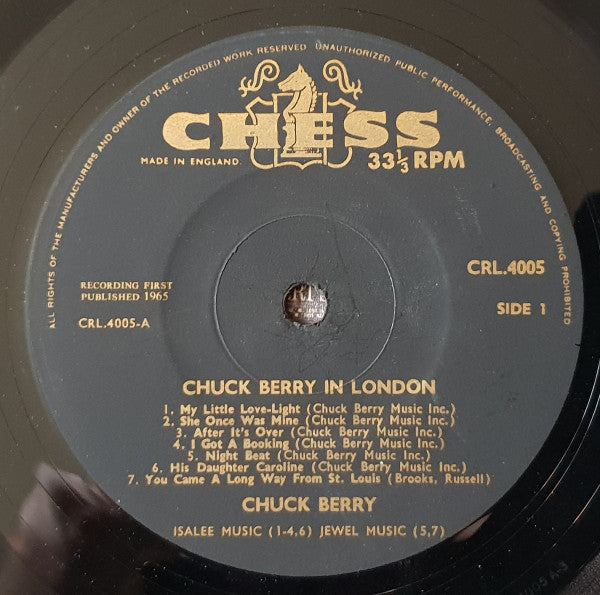 ALL RIGHTS OF THE MANUFACTURERS AND OWNER OF THE RECORDED WORK RESERVED UNAUTHORIZED PUBLIC PERFORMANCE, BROADCASTING AND COPYING PROHIBITED
CHESS
MADE IN ENGLAND.
33⅓ RPM
CRL.4005
RECORDING FIRST
PUBLISHED 1965
SIDE 1
CRL.4005-A
CHUCK BERRY IN LONDON
1. My Little Love-Light (Chuck Berry Music Inc.)
2. She Once Was Mine (Chuck Berry Music Inc.)
3. After It's Over (Chuck Berry Music Inc.)
4. I Got A Booking (Chuck Berry Music Inc.)
5. Night Beat (Chuck Berry Music Inc.)
6. His Daughter Caroline (Chuck Berry Music Inc.)
7. You Came A Long Way From St. Louis (Brooks, Russell)
CHUCK BERRY
ISALEE MUSIC (1-4,6) JEWEL MUSIC (5,7)